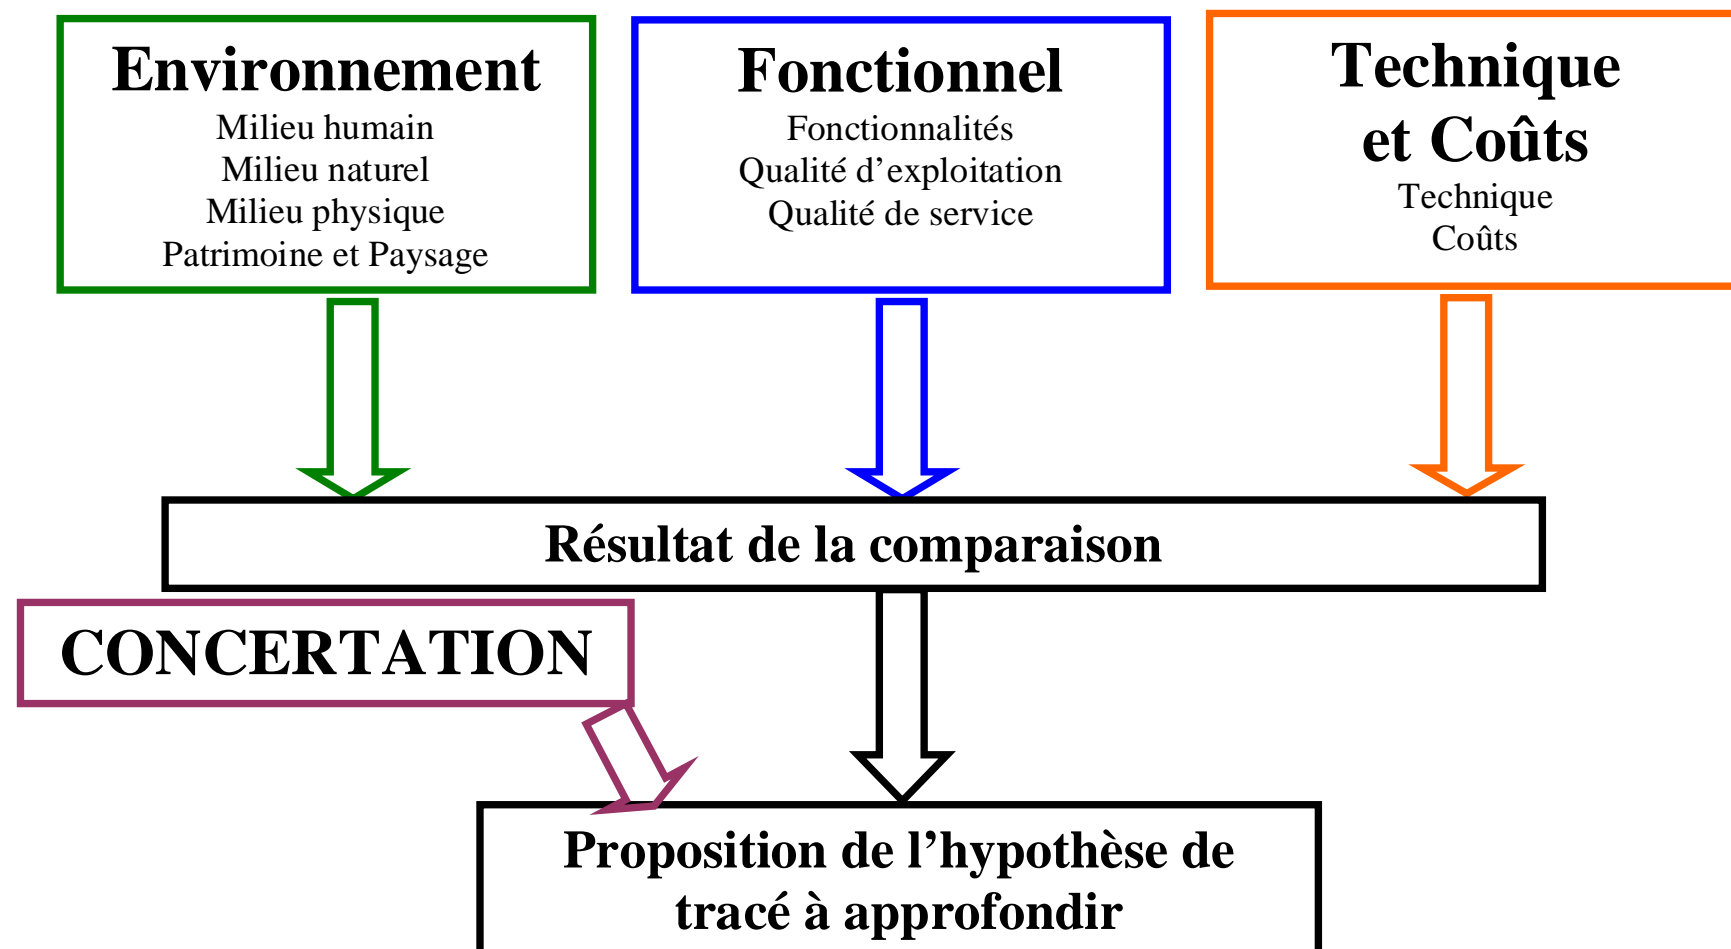 Environnement
Milieu humain
Milieu naturel
Milieu physique
Patrimoine et Paysage
Fonctionnel
Fonctionnalités
Qualité d’exploitation
Qualité de service
Technique
et Coûts
Technique
Coûts
Résultat de la comparaison
CONCERTATION
Proposition de l’hypothèse de
tracé à approfondir